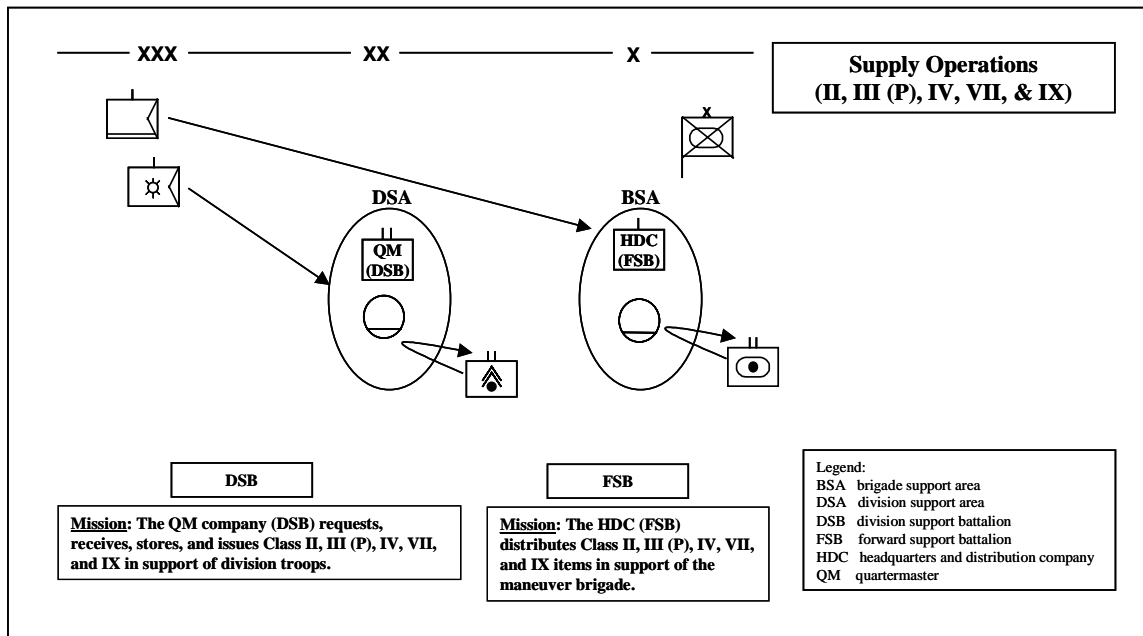 XXX XX X
Supply Operations
(II, III (P), IV, VII, & IX)
X
DSA
BSA
QM
(DSB)
HDC
(FSB)
DSB
FSB
Mission: The QM company (DSB) requests,
receives, stores, and issues Class II, III (P), IV, VII,
and IX in support of division troops.
Mission: The HDC (FSB)
distributes Class II, III (P), IV, VII,
and IX items in support of the
maneuver brigade.
Legend:
BSA brigade support area
DSA division support area
DSB division support battalion
FSB forward support battalion
HDC headquarters and distribution company
QM quartermaster